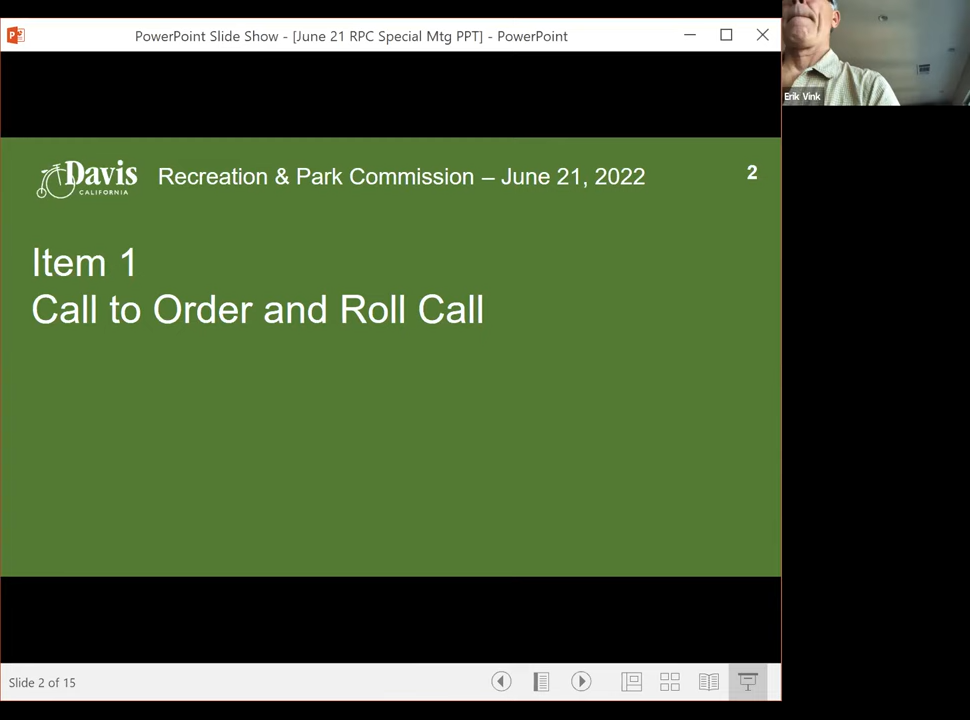 PowerPoint Slide Show - [June 21 RPC Special Mtg PPT] - PowerPoint
Erik Vink
Davis
CALIFORNIA
Recreation & Park Commission – June 21, 2022
2
Item 1
Call to Order and Roll Call
Slide 2 of 15